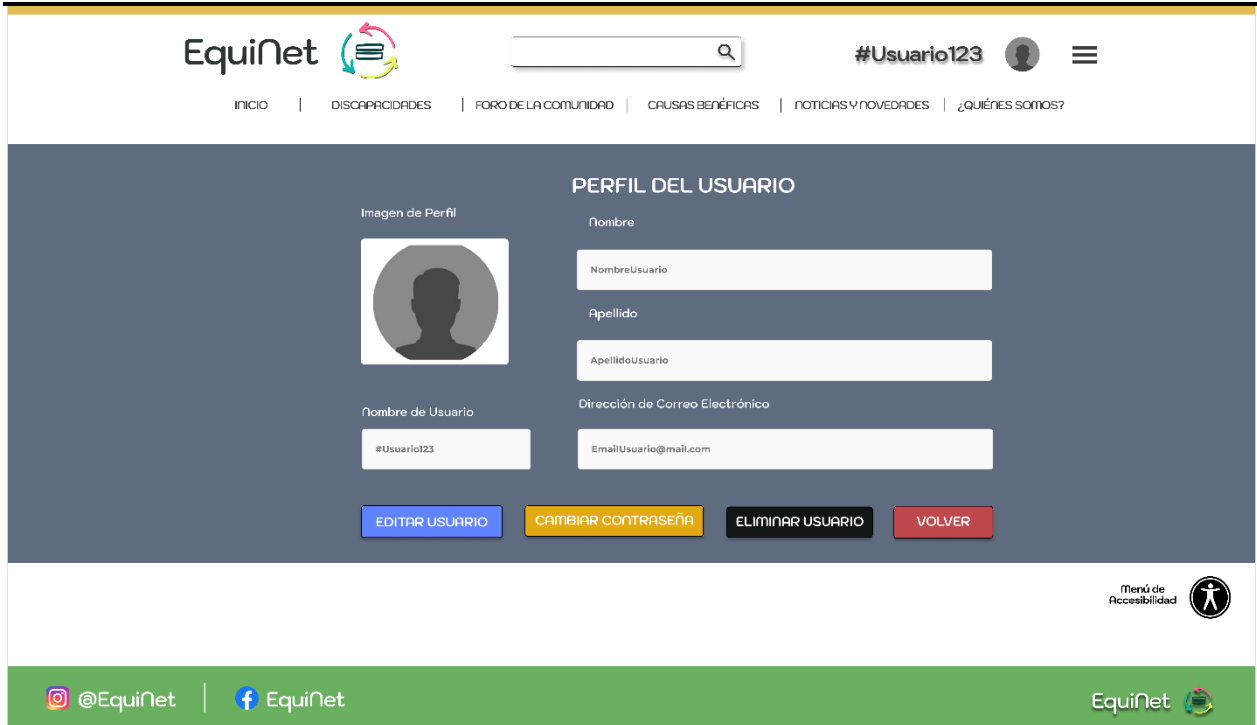 EquiNet
#Usuario123
INICIO | DISCAPACIDADES | FORO DE LA COMUNIDAD | CAUSAS BENÉFICAS | NOTICIAS Y NOVEDADES | ¿QUIÉNES SOMOS?
PERFIL DEL USUARIO
Imagen de Perfil
Nombre
NombreUsuario
Apellido
ApellidoUsuario
Nombre de Usuario
#Usuario123
Dirección de Correo Electrónico
EmailUsuario@mail.com
EDITAR USUARIO
CAMBIAR CONTRASEÑA
ELIMINAR USUARIO
VOLVER
Menú de
Accesibilidad
@EquiNet | EquiNet
EquiNet